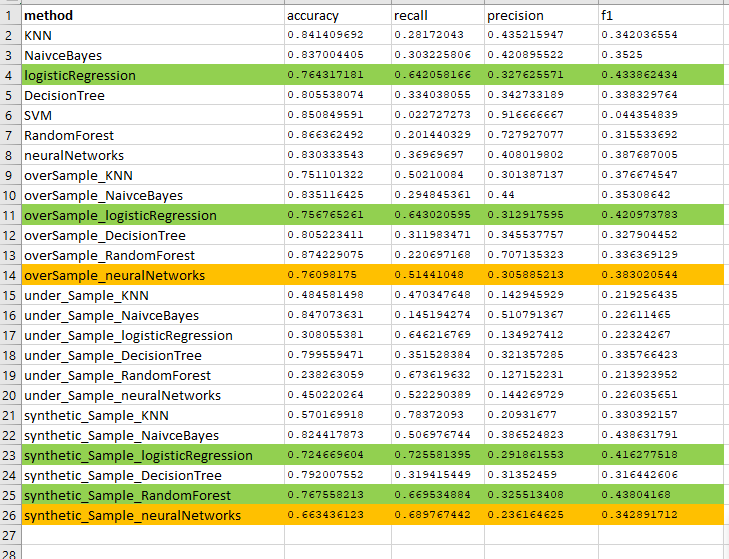 1 method accuracy recall precision f1
2 KNN 0.841409692 0.28172043 0.435215947 0.342036554
3 NaivceBayes 0.837004405 0.303225806 0.420895522 0.3525
4 logisticRegression 0.764317181 0.642058166 0.327625571 0.433862434
5 DecisionTree 0.805538074 0.334038055 0.342733189 0.338329764
6 SVM 0.850849591 0.022727273 0.916666667 0.044354839
7 RandomForest 0.866362492 0.201440329 0.727927077 0.315533692
8 neuralNetworks 0.830333543 0.36969697 0.408019802 0.387687005
9 overSample_KNN 0.751101322 0.50210084 0.301387137 0.376674547
10 overSample_NaivceBayes 0.835116425 0.294845361 0.44 0.35308642
11 overSample_logisticRegression 0.756765261 0.643020595 0.312917595 0.420973783
12 overSample_DecisionTree 0.805223411 0.311983471 0.345537757 0.327904452
13 overSample_RandomForest 0.874229075 0.220697168 0.707135323 0.336369129
14 overSample_neuralNetworks 0.76098175 0.51441048 0.305885213 0.383020544
15 under_Sample_KNN 0.484581498 0.470347648 0.142945929 0.219256435
16 under_Sample_NaivceBayes 0.847073631 0.145194274 0.510791367 0.22611465
17 under_Sample_logisticRegression 0.308055381 0.646216769 0.134927412 0.22324267
18 under_Sample_DecisionTree 0.799559471 0.351528384 0.321357285 0.335766423
19 under_Sample_RandomForest 0.238263059 0.673619632 0.127152231 0.213923952
20 under_Sample_neuralNetworks 0.450220264 0.522290389 0.144269729 0.226035651
21 synthetic_Sample_KNN 0.570169918 0.78372093 0.20931677 0.330392157
22 synthetic_Sample_NaivceBayes 0.824417873 0.506976744 0.386524823 0.438631791
23 synthetic_Sample_logisticRegression 0.724669604 0.725581395 0.291861553 0.416277518
24 synthetic_Sample_DecisionTree 0.792007552 0.319415449 0.31352459 0.316442606
25 synthetic_Sample_RandomForest 0.767558213 0.669534884 0.325513408 0.43804168
26 synthetic_Sample_neuralNetworks 0.663436123 0.689767442 0.236164625 0.342891712
27
28